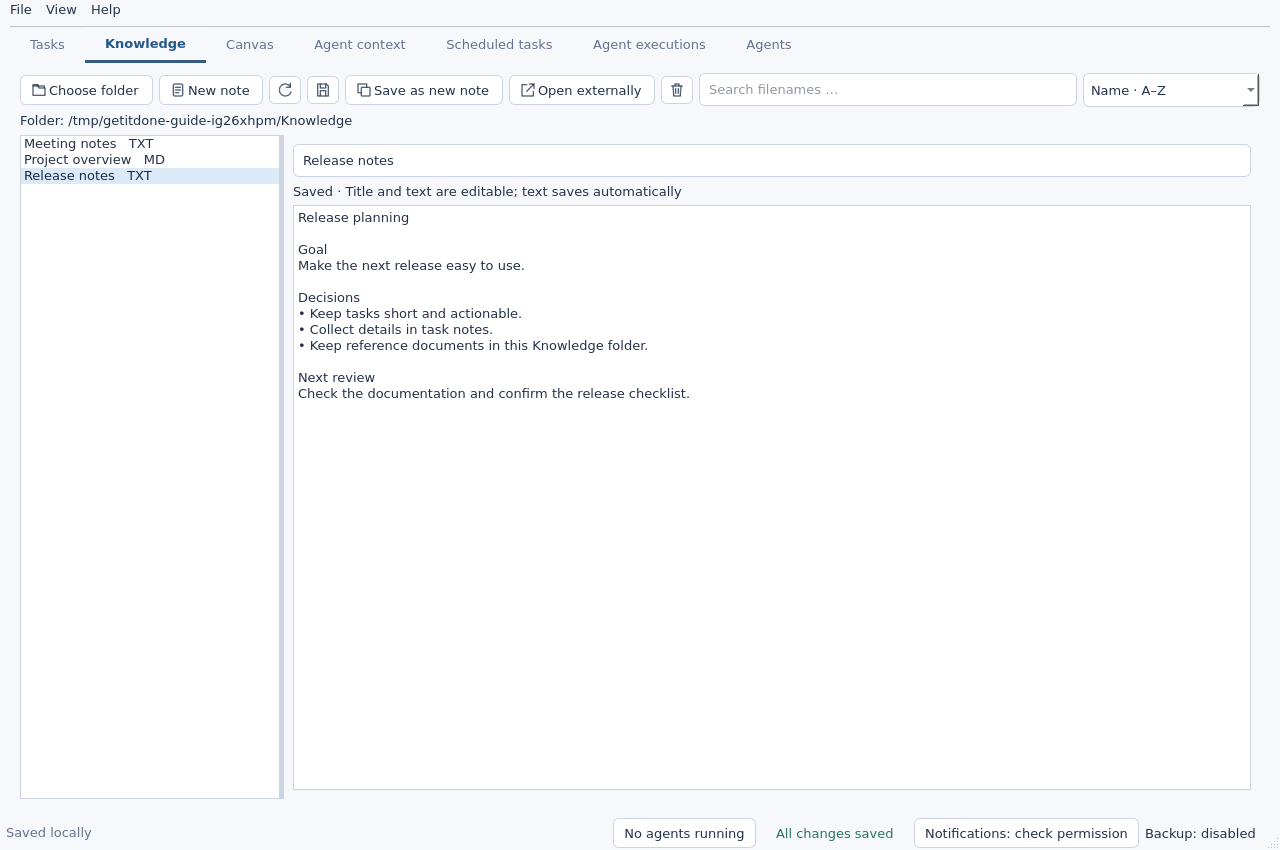 File View Help
Tasks Knowledge Canvas Agent context Scheduled tasks Agent executions Agents
Choose folder New note Save as new note Open externally Search filenames ... Name · A–Z
Folder: /tmp/getitdone-guide-ig26xhpm/Knowledge
Meeting notes TXT
Project overview MD
Release notes TXT
Release notes
Saved · Title and text are editable; text saves automatically
Release planning
Goal
Make the next release easy to use.
Decisions
• Keep tasks short and actionable.
• Collect details in task notes.
• Keep reference documents in this Knowledge folder.
Next review
Check the documentation and confirm the release checklist.
Saved locally No agents running All changes saved Notifications: check permission Backup: disabled